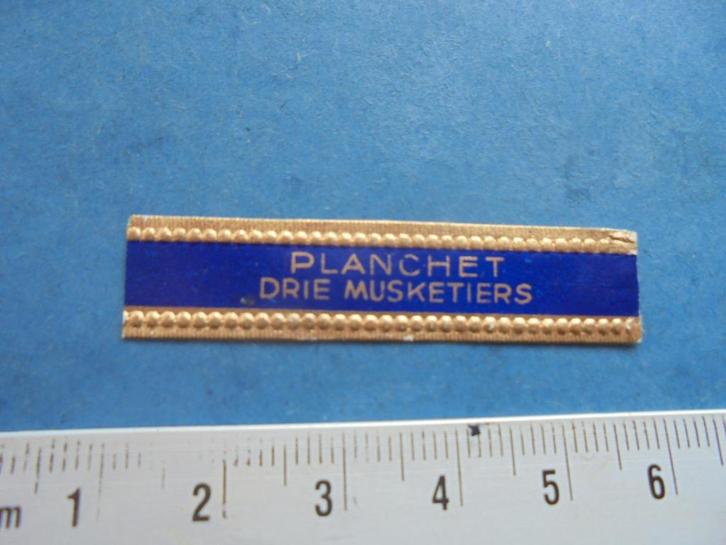 PLANCHET
DRIE MUSKETIERS
m 1 2 3 4 5 6